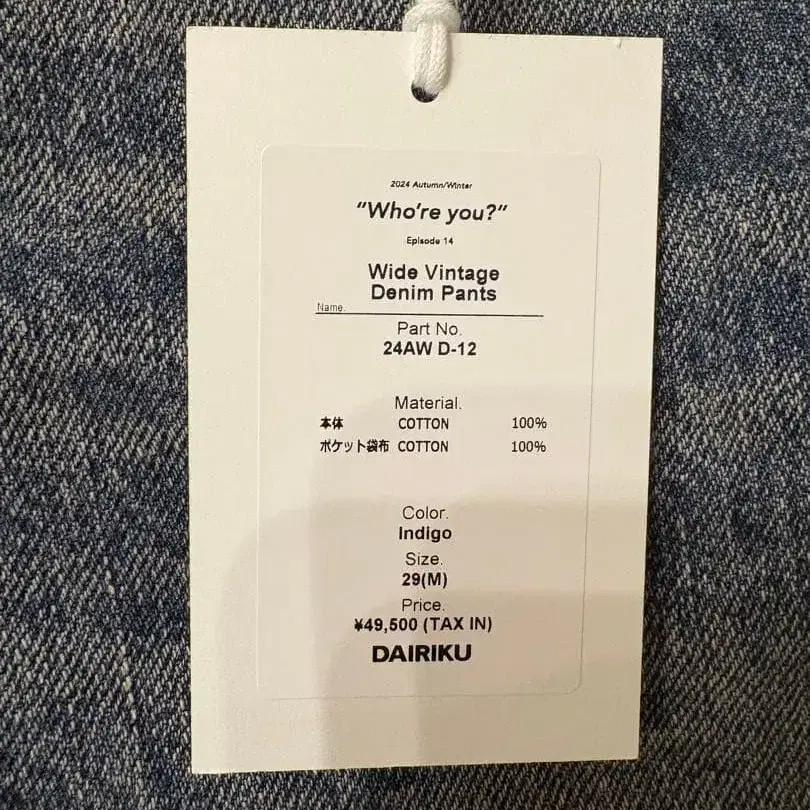 2024 Autumn/Winter
"Who're you?"
Episode 14
Wide Vintage
Denim Pants
Name.
Part No.
24AW D-12
Material.
本体 COTTON 100%
ポケット袋布 COTTON 100%
Color.
Indigo
Size.
29(M)
Price.
¥49,500 (TAX IN)
DAIRIKU